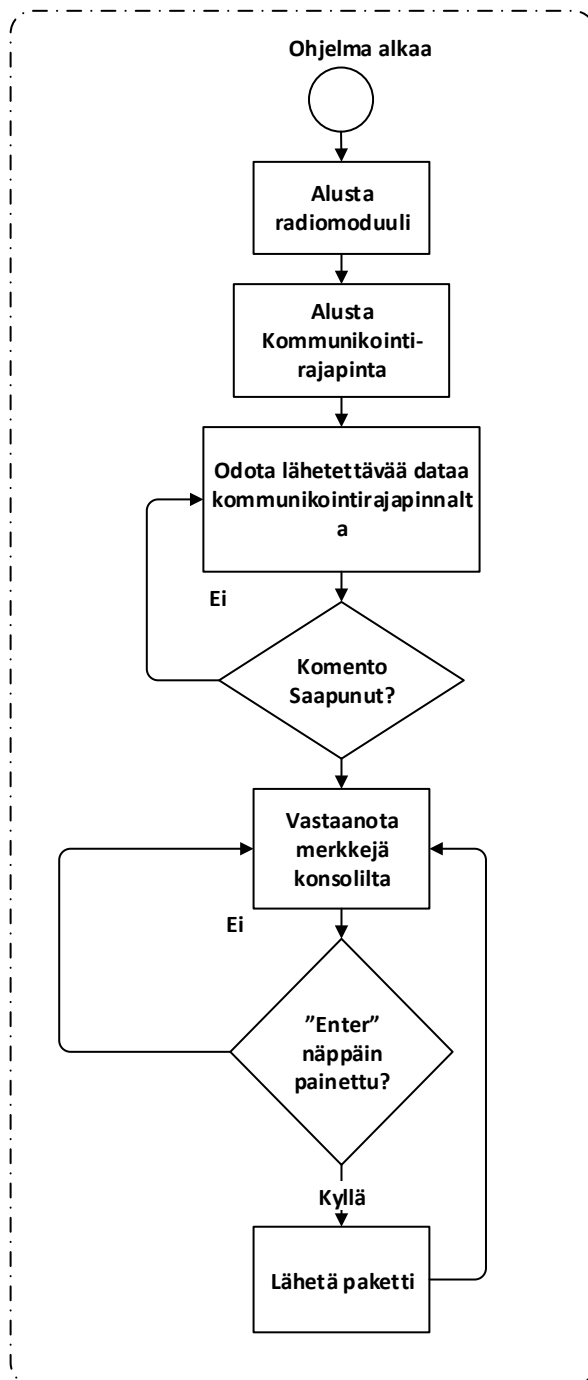 Ohjelma alkaa
Alusta
radiomoduuli
Alusta
Kommunikointi-
rajapinta
Odota lähetettävää dataa
kommunikointirajapinnalt
a
Ei
Komento
Saapunut?
Vastaanota
merkkejä
konsolilta
Ei
”Enter”
näppäin
painettu?
Kyllä
Lähetä paketti